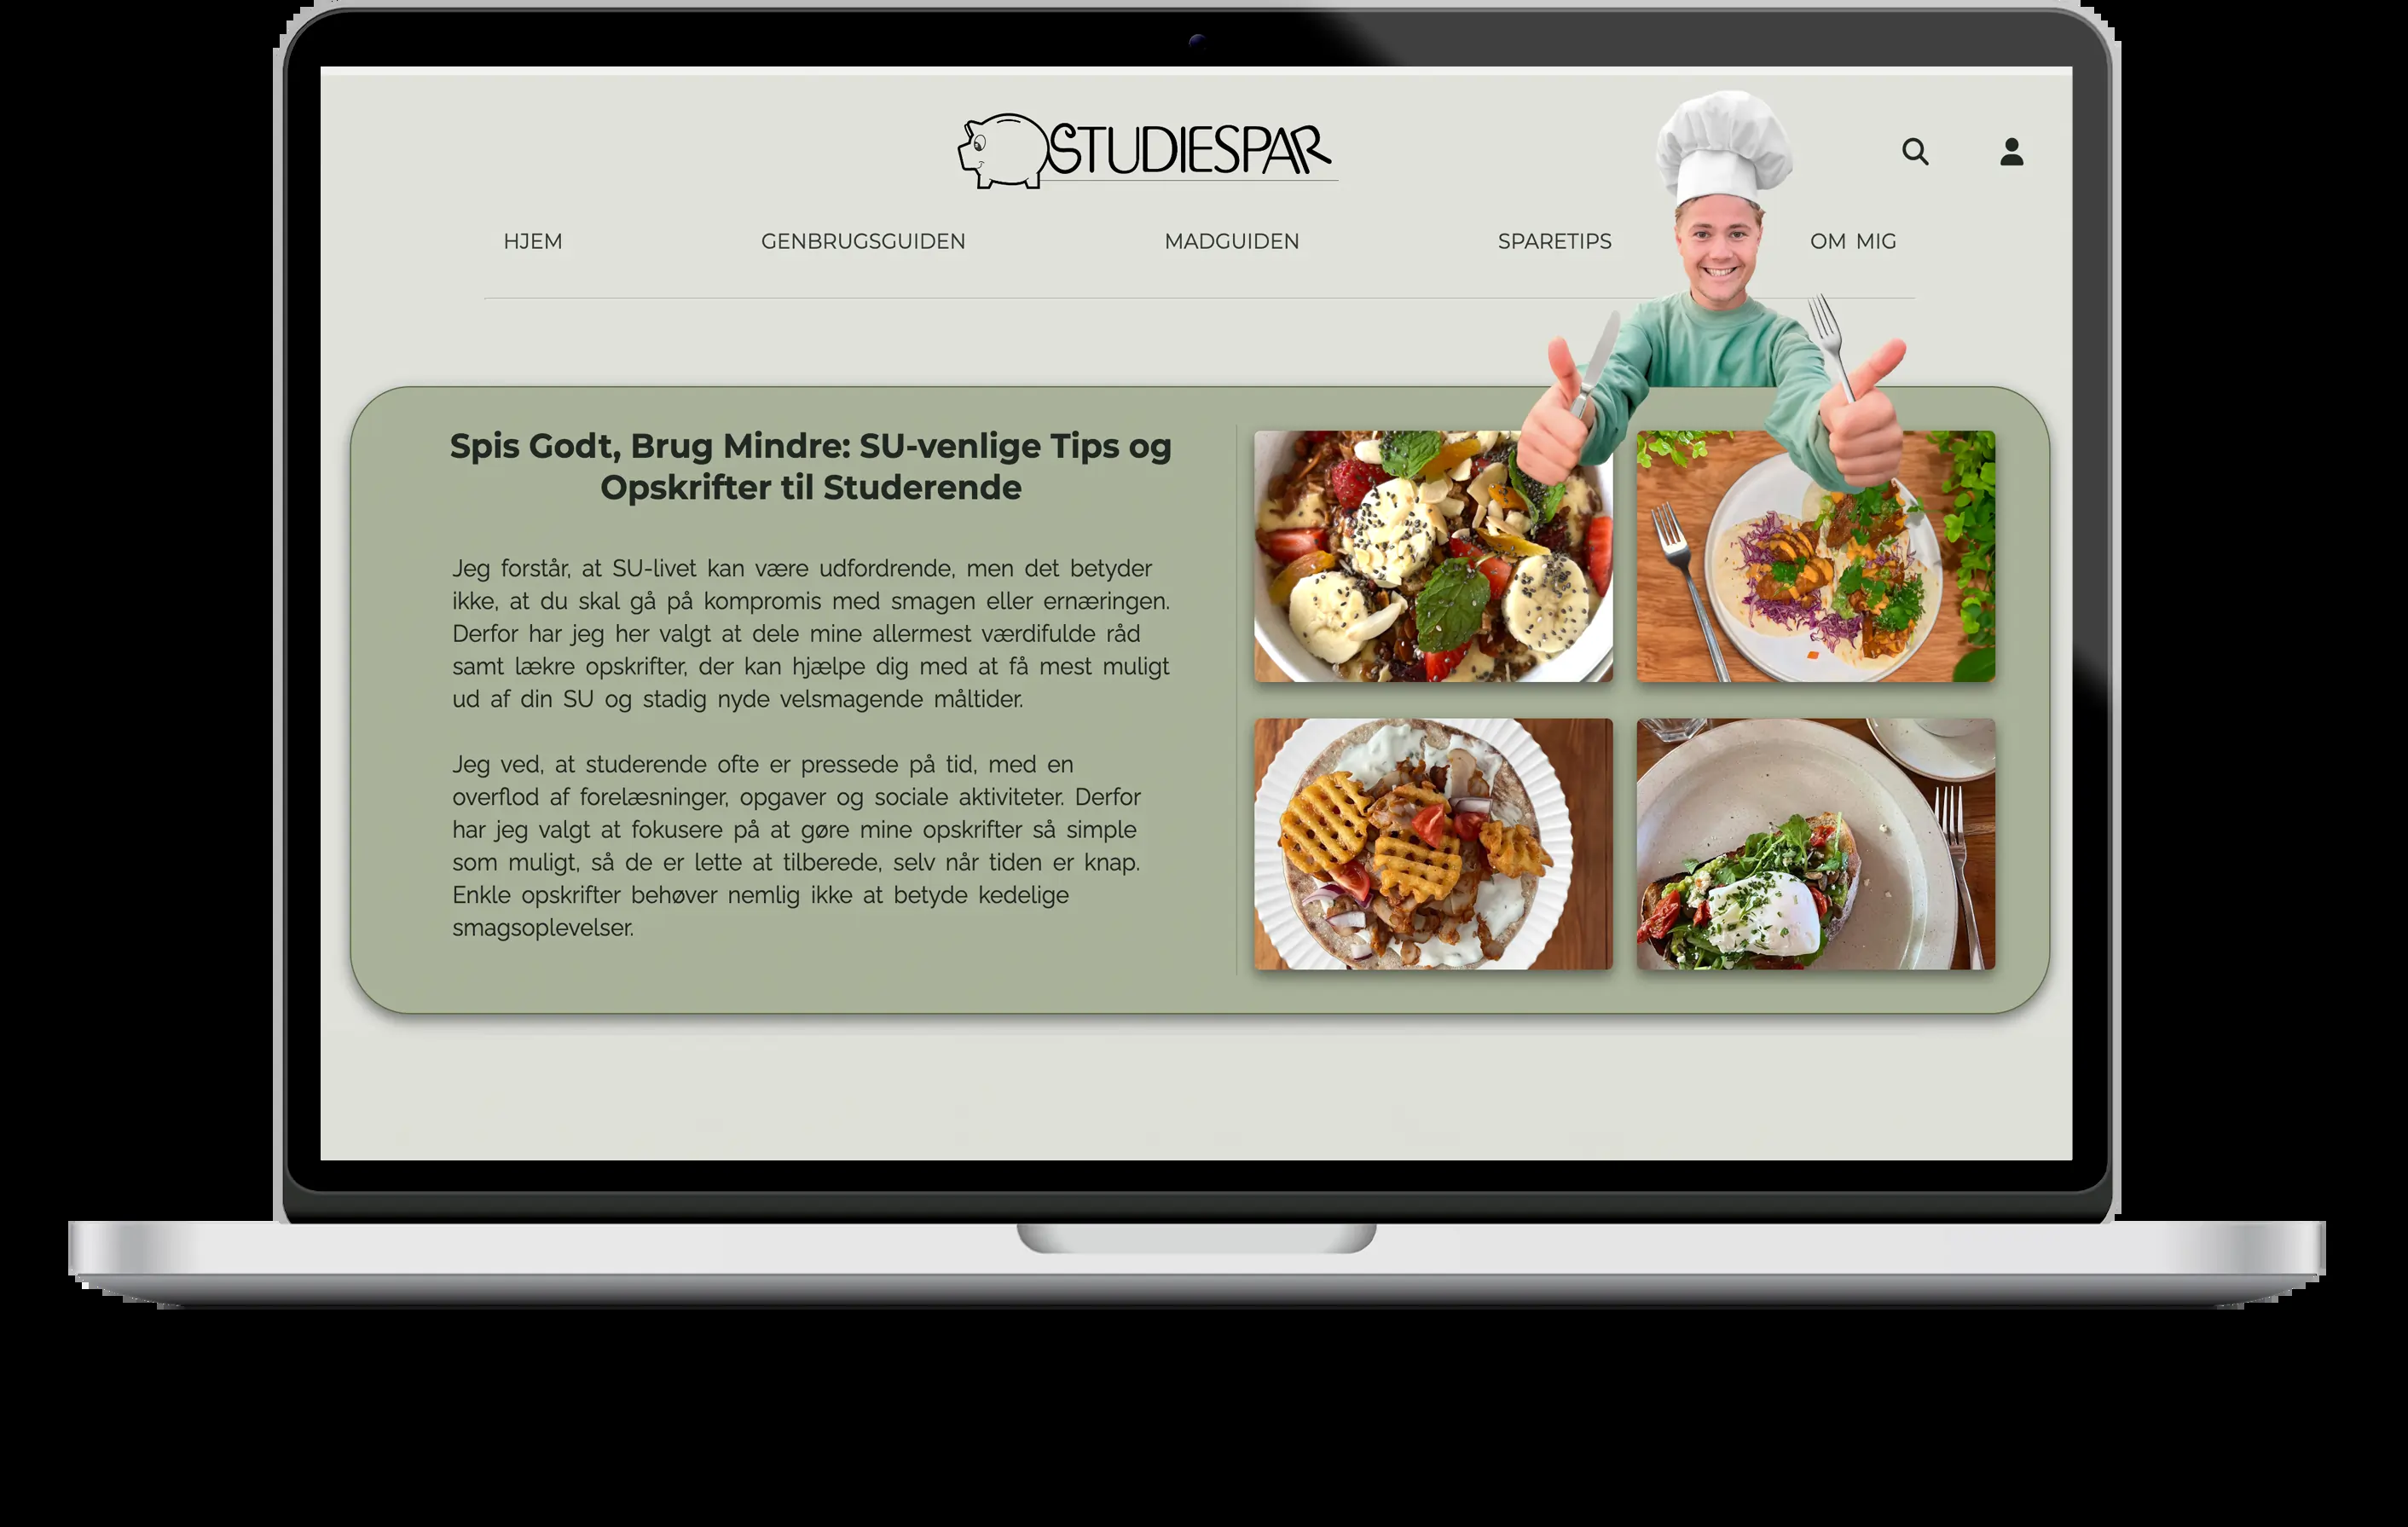 STUDIESPAR
HJEM
GENBRUGSGUIDEN
MADGUIDEN
SPARETIPS
OM MIG
Spis Godt, Brug Mindre: SU-venlige Tips og
Opskrifter til Studerende
Jeg forstår, at SU-livet kan være udfordrende, men det betyder
ikke, at du skal gå på kompromis med smagen eller ernæringen.
Derfor har jeg her valgt at dele mine allermest værdifulde råd
samt lækre opskrifter, der kan hjælpe dig med at få mest muligt
ud af din SU og stadig nyde velsmagende måltider.
Jeg ved, at studerende ofte er pressede på tid, med en
overflod af forelæsninger, opgaver og sociale aktiviteter. Derfor
har jeg valgt at fokusere på at gøre mine opskrifter så simple
som muligt, så de er lette at tilberede, selv når tiden er knap.
Enkle opskrifter behøver nemlig ikke at betyde kedelige
smagsoplevelser.